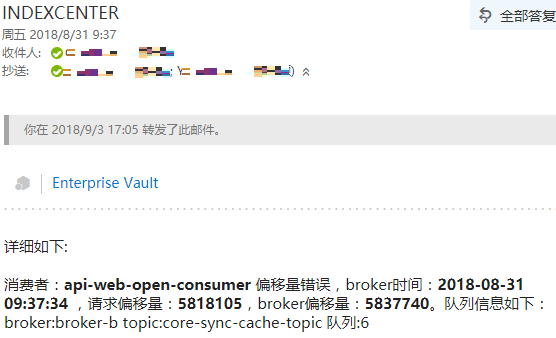 INDEXCENTER
全部答复
周五 2018/8/31 9:37
收件人:
抄送:
你在 2018/9/3 17:05 转发了此邮件。
Enterprise Vault
详细如下:
消费者：api-web-open-consumer 偏移量错误，broker时间：2018-08-31
09:37:34 ，请求偏移量：5818105，broker偏移量：5837740。队列信息如下：
broker:broker-b topic:core-sync-cache-topic 队列:6